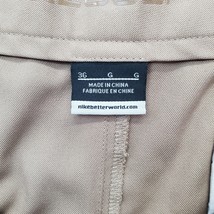 36 G G
MADE IN CHINA
FABRIQUÉ EN CHINE
nikebetterworld.com